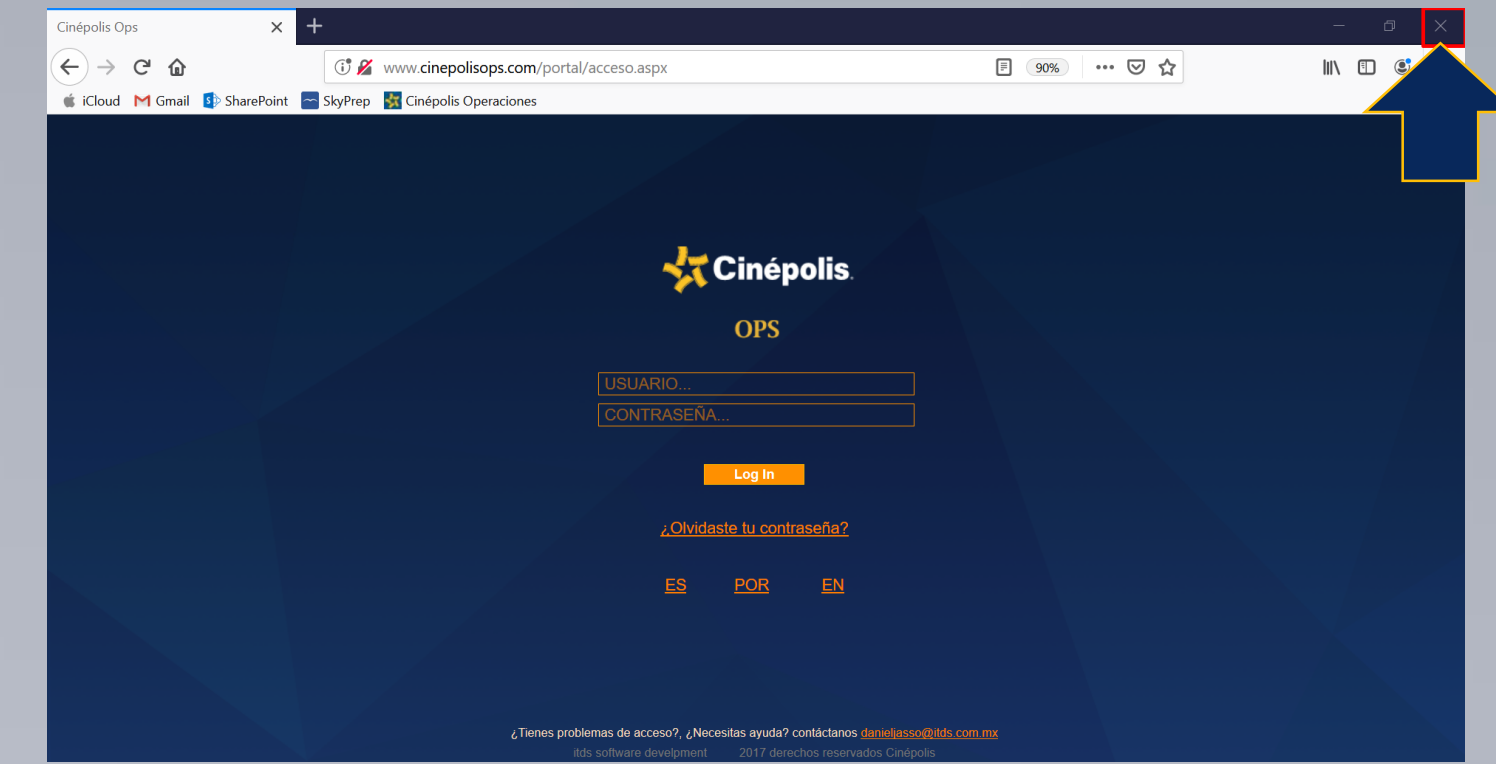 Cinépolis Ops
www.cinepolisops.com/portal/acceso.aspx
90%
iCloud Gmail SharePoint SkyPrep Cinépolis Operaciones
Cinépolis.
OPS
USUARIO...
CONTRASEÑA...
Log In
¿Olvidaste tu contraseña?
ES POR EN
¿Tienes problemas de acceso?, ¿Necesitas ayuda? contáctanos danieljasso@itds.com.mx
itds software develpment 2017 derechos reservados Cinépolis